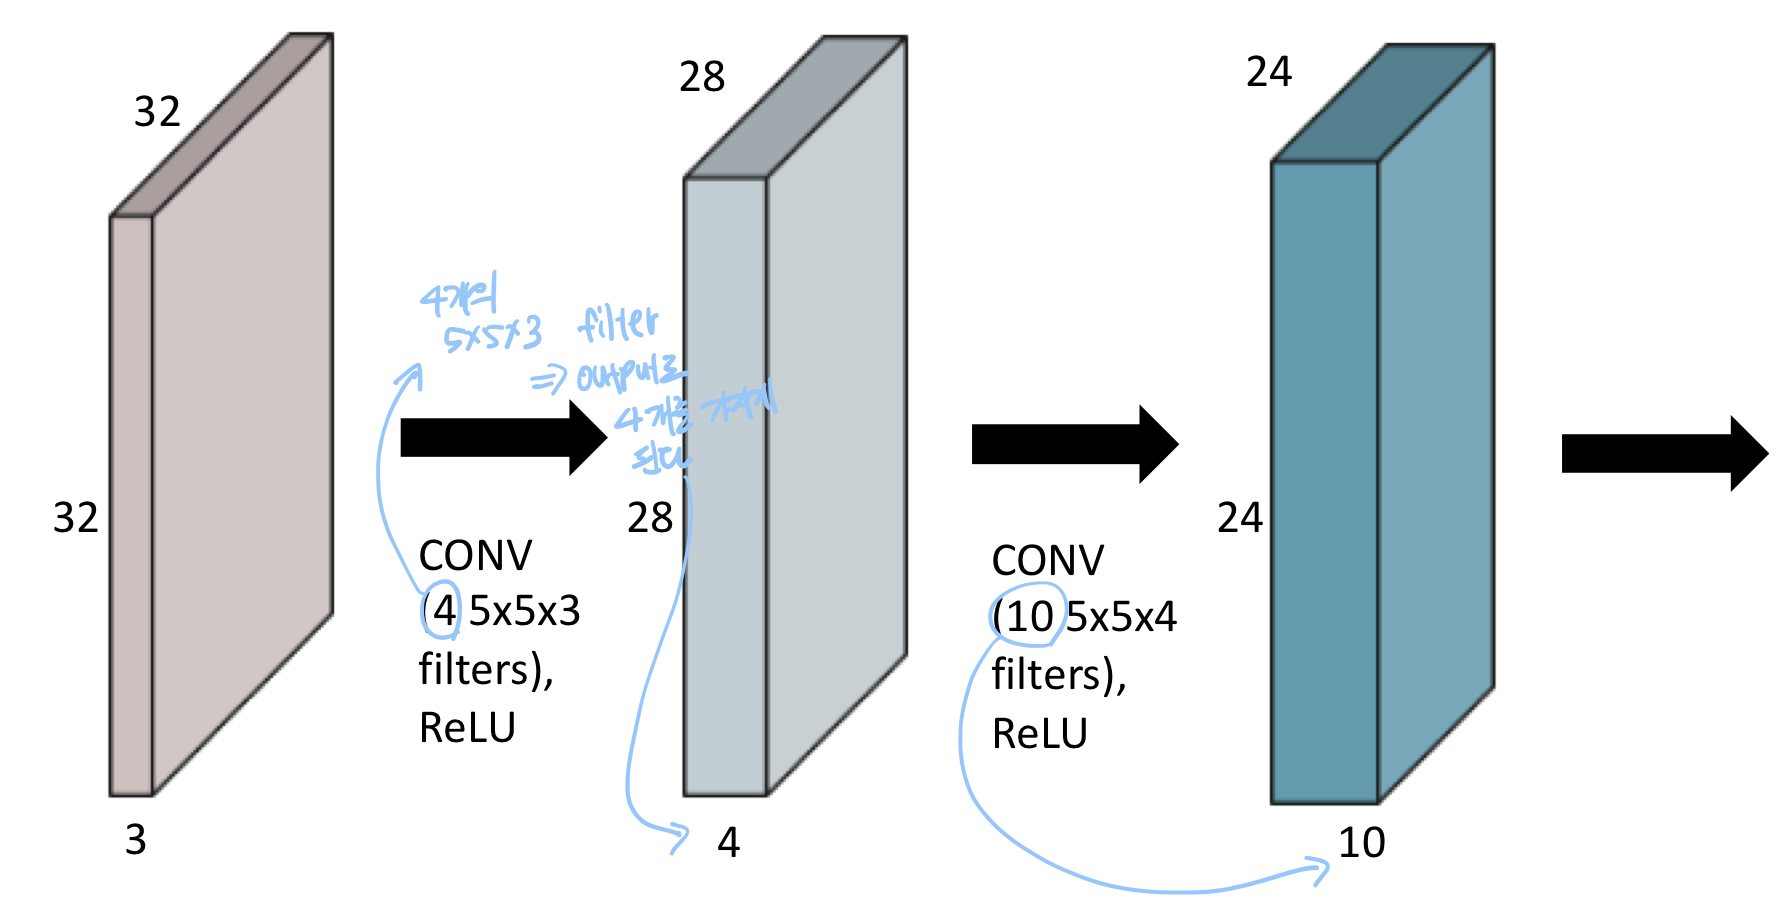 32
32
3
4개의
5x5x3 filter
⇒ output로
4개를 가지게
된다
CONV
(4 5x5x3
filters),
ReLU
28
28
4
CONV
(10 5x5x4
filters),
ReLU
24
24
10